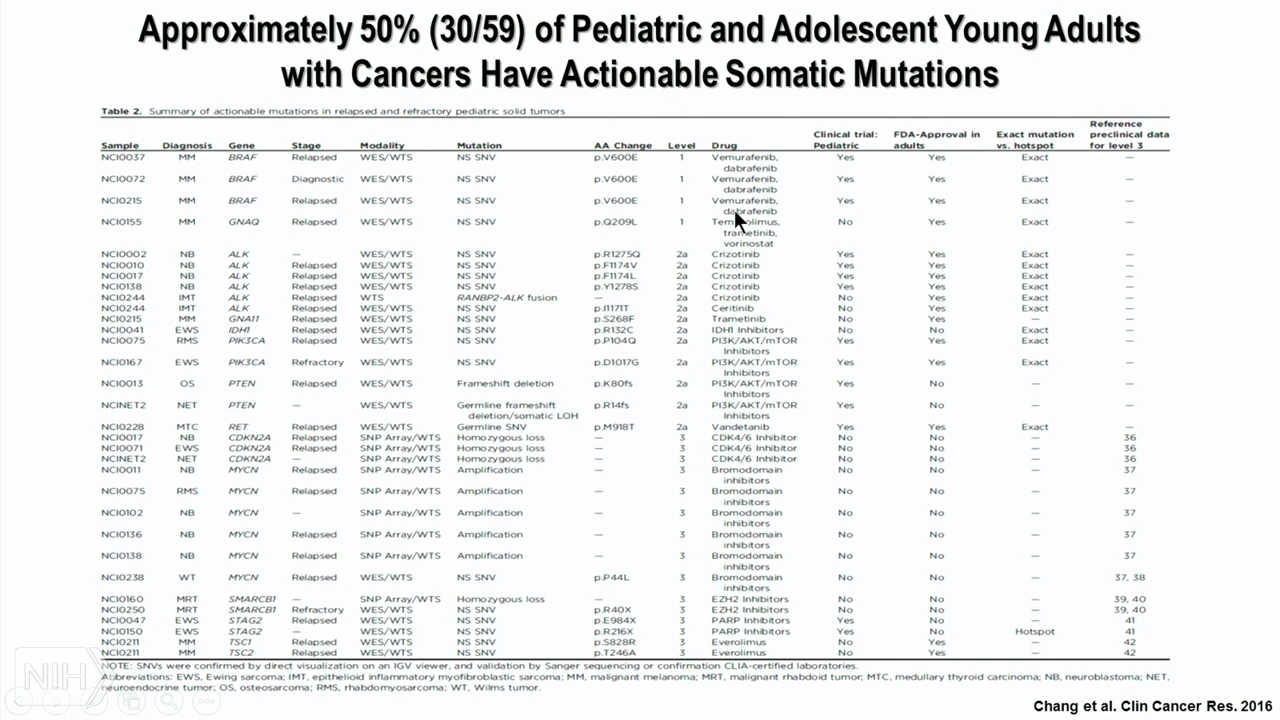 Approximately 50% (30/59) of Pediatric and Adolescent Young Adults
with Cancers Have Actionable Somatic Mutations
Table 2. Summary of actionable mutations in relapsed and refractory pediatric solid tumors
Reference
Clinical trial: FDA-Approval in Exact mutation preclinical data
Sample Diagnosis Gene Stage Modality Mutation AA Change Level Drug Pediatric adults vs. hotspot for level 3
NCI0037 MM BRAF Relapsed WES/WTS NS SNV p.V600E 1 Vemurafenib, Yes Yes Exact —
dabrafenib
NCI0072 MM BRAF Diagnostic WES/WTS NS SNV p.V600E 1 Vemurafenib, Yes Yes Exact —
dabrafenib
NCI0215 MM BRAF Relapsed WES/WTS NS SNV p.V600E 1 Vemurafenib, Yes Yes Exact —
dabrafenib
NCI0155 MM GNAQ Relapsed WES/WTS NS SNV p.Q209L 1 No Yes Exact —
trametinib,
vorinostat
NCI0002 NB ALK — WES/WTS NS SNV p.R1275Q 2a Crizotinib Yes Yes Exact —
NCI0010 NB ALK Relapsed WES/WTS NS SNV p.F1174V 2a Crizotinib Yes Yes Exact —
NCI0017 NB ALK Relapsed WES/WTS NS SNV p.F1174L 2a Crizotinib Yes Yes Exact —
NCI0138 NB ALK Relapsed WES/WTS NS SNV p.Y1278S 2a Crizotinib Yes Yes Exact —
NCI0244 IMT ALK Relapsed WTS RANBP2-ALK fusion — 2a Crizotinib No Yes Exact —
NCI0244 IMT ALK Relapsed WES/WTS NS SNV p.I1171T 2a Ceritinib No Yes Exact —
NCI0215 MM GNA11 Relapsed WES/WTS NS SNV p.S268F 2a Trametinib No Yes — —
NCI0041 EWS IDH1 Relapsed WES/WTS NS SNV p.R132C 2a IDH1 Inhibitors No No Exact —
NCI0075 RMS PIK3CA Relapsed WES/WTS NS SNV p.P104Q 2a PI3K/AKT/mTOR Yes Yes Exact —
Inhibitors
NCI0167 EWS PIK3CA Refractory WES/WTS NS SNV p.D1017G 2a PI3K/AKT/mTOR Yes Yes Exact —
Inhibitors
NCI0013 OS PTEN Relapsed WES/WTS Frameshift deletion p.K80fs 2a PI3K/AKT/mTOR Yes No — —
Inhibitors
NCINET2 NET PTEN — WES/WTS Germline frameshift p.R14fs 2a PI3K/AKT/mTOR Yes No — —
deletion/somatic LOH Inhibitors
NCI0228 MTC RET Relapsed WES/WTS Germline SNV p.M918T 2a Vandetanib Yes Yes Exact —
NCI0017 NB CDKN2A Relapsed SNP Array/WTS Homozygous loss — 3 CDK4/6 Inhibitor No No — 36
NCI0071 EWS CDKN2A Relapsed SNP Array/WTS Homozygous loss — 3 CDK4/6 Inhibitor No No — 36
NCINET2 NET CDKN2A — SNP Array/WTS Homozygous loss — 3 CDK4/6 Inhibitor No No — 36
NCI0011 NB MYCN Relapsed SNP Array/WTS Amplification — 3 Bromodomain No No — 37
inhibitors
NCI0075 RMS MYCN Relapsed SNP Array/WTS Amplification — 3 Bromodomain No No — 37
inhibitors
NCI0102 NB MYCN — SNP Array/WTS Amplification — 3 Bromodomain No No — 37
inhibitors
NCI0136 NB MYCN Relapsed SNP Array/WTS Amplification — 3 Bromodomain No No — 37
inhibitors
NCI0138 NB MYCN Relapsed SNP Array/WTS Amplification — 3 Bromodomain No No — 37
inhibitors
NCI0238 WT MYCN Relapsed WES/WTS NS SNV p.P44L 3 Bromodomain No No — 37, 38
inhibitors
NCI0160 MRT SMARCB1 — SNP Array/WTS Homozygous loss — 3 EZH2 Inhibitors No No — 39, 40
NCI0250 MRT SMARCB1 Refractory WES/WTS NS SNV p.R40X 3 EZH2 Inhibitors No No — 39, 40
NCI0047 EWS STAG2 Relapsed WES/WTS NS SNV p.E984X 3 PARP Inhibitors Yes No — 41
NCI0150 EWS STAG2 — WES/WTS NS SNV p.R216X 3 PARP Inhibitors Yes No Hotspot 41
NCI0211 MM TSC1 Relapsed WES/WTS NS SNV p.S828R 3 Everolimus No Yes — 42
NCI0211 MM TSC2 Relapsed WES/WTS NS SNV p.T246A 3 Everolimus No Yes — 42
NOTE: SNVs were confirmed by direct visualization on an IGV viewer, and validation by Sanger sequencing or confirmation CLIA-certified laboratories.
Abbreviations: EWS, Ewing sarcoma; IMT, epithelioid inflammatory myofibroblastic sarcoma; MM, malignant melanoma; MRT, malignant rhabdoid tumor; MTC, medullary thyroid carcinoma; NB, neuroblastoma; NET,
neuroendocrine tumor; OS, osteosarcoma; RMS, rhabdomyosarcoma; WT, Wilms tumor.
NIH
Chang et al. Clin Cancer Res. 2016